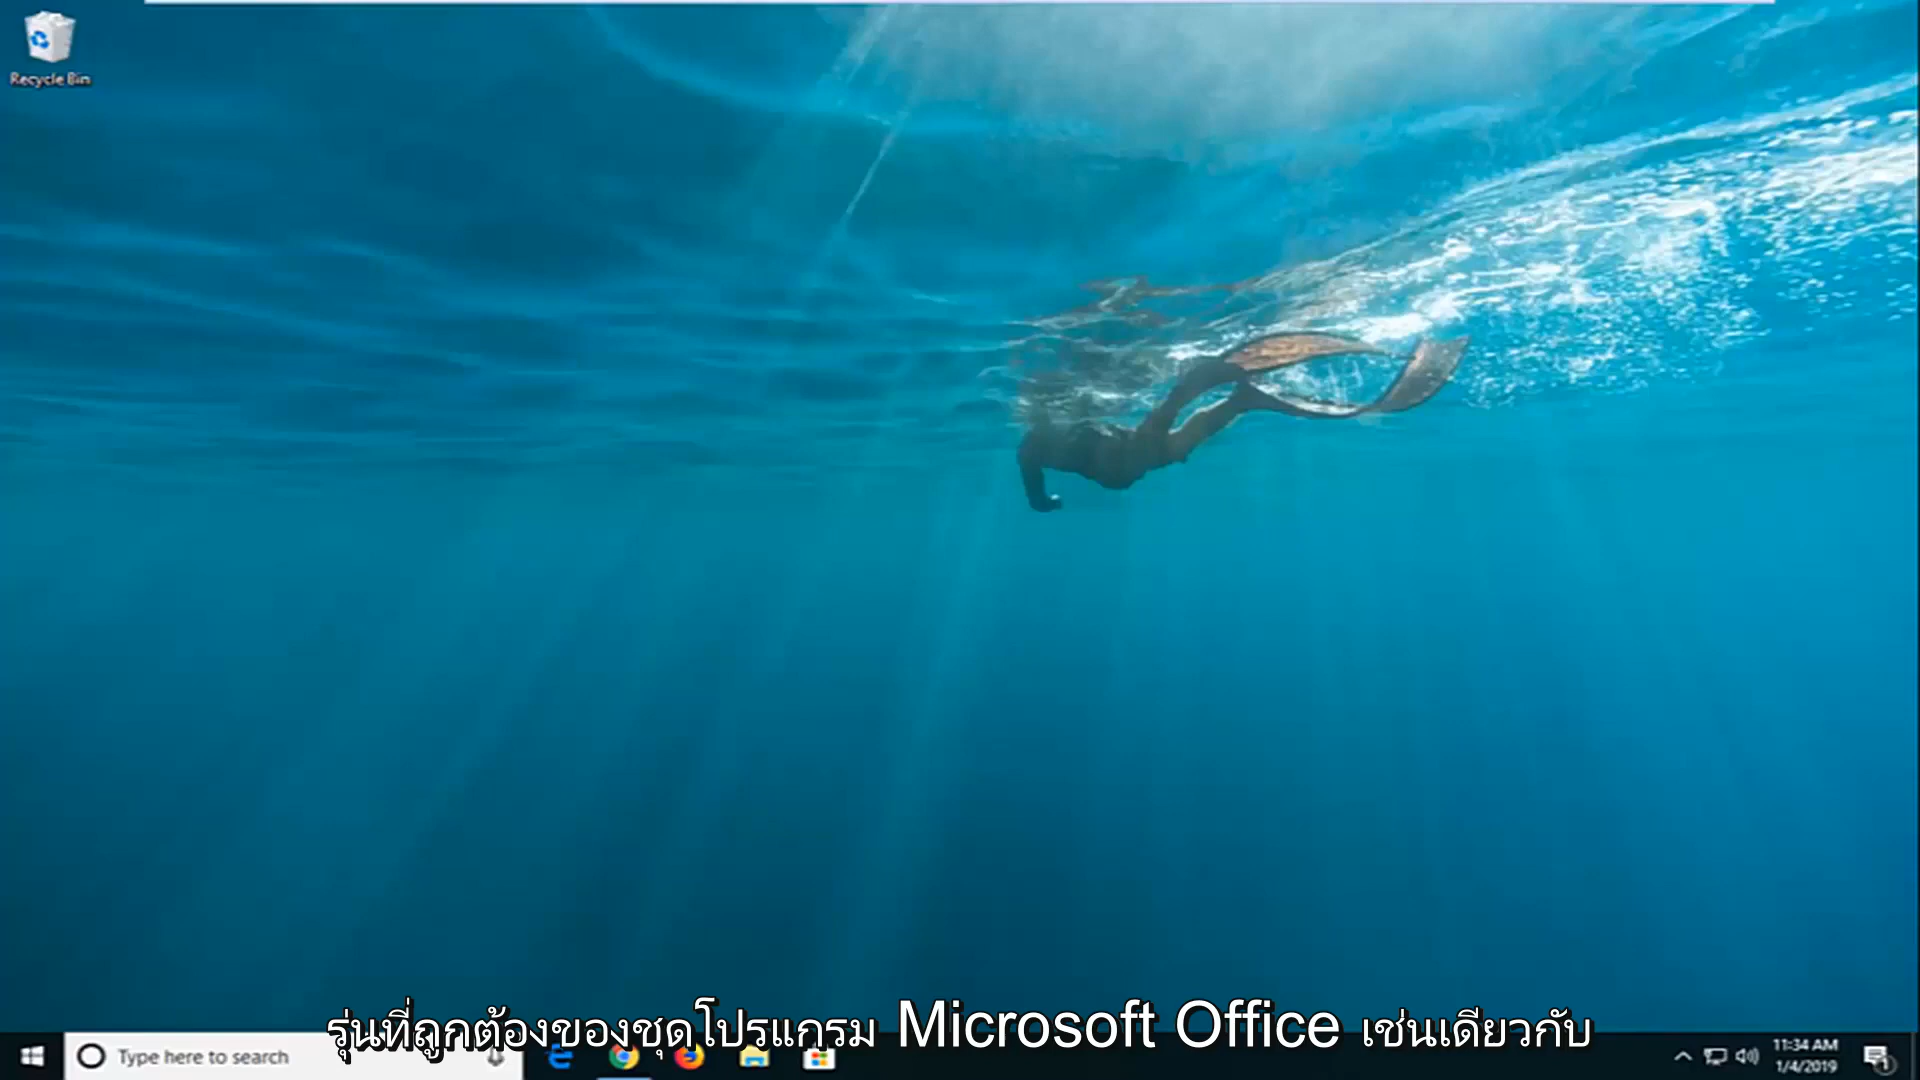 Recycle Bin
รุ่นที่ถูกต้องของชุดโปรแกรม Microsoft Office เช่นเดียวกับ
Type here to search
11:34 AM
1/4/2019
1